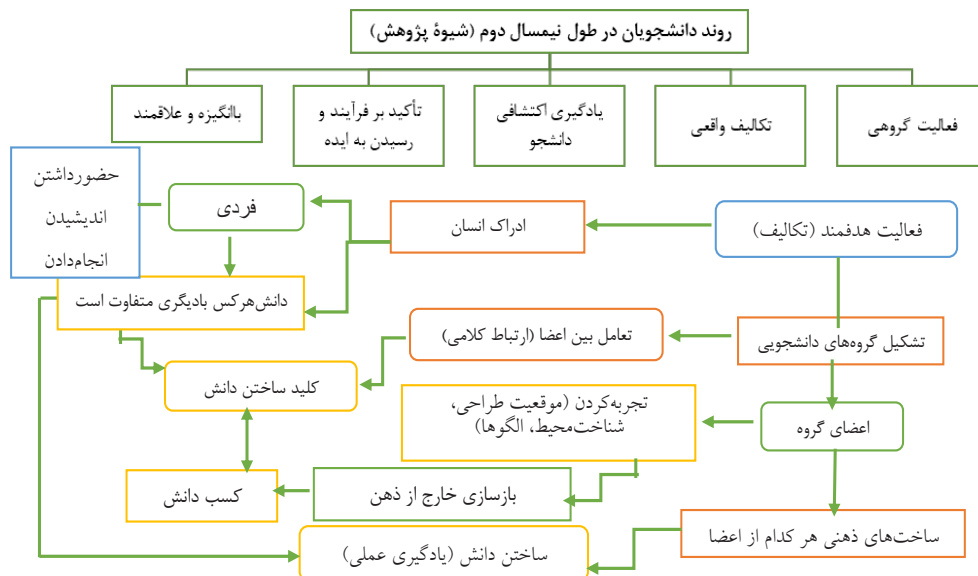 روند دانشجویان در طول نیمسال دوم (شیوهٔ پژوهش)
فعالیت گروهی
تکالیف واقعی
یادگیری اکتشافی
دانشجو
تأکید بر فرآیند و
رسیدن به ایده
باانگیزه و علاقمند
حضورداشتن
اندیشیدن
انجام‌دادن
فردی
ادراک انسان
فعالیت هدفمند (تکالیف)
دانش‌هرکس بادیگری متفاوت است
تعامل بین اعضا (ارتباط کلامی)
تشکیل گروه‌های دانشجویی
کلید ساختن دانش
تجربه‌کردن (موقعیت طراحی،
شناخت‌محیط، الگوها)
اعضای گروه
کسب دانش
بازسازی خارج از ذهن
ساخت‌های ذهنی هر کدام از اعضا
ساختن دانش (یادگیری عملی)